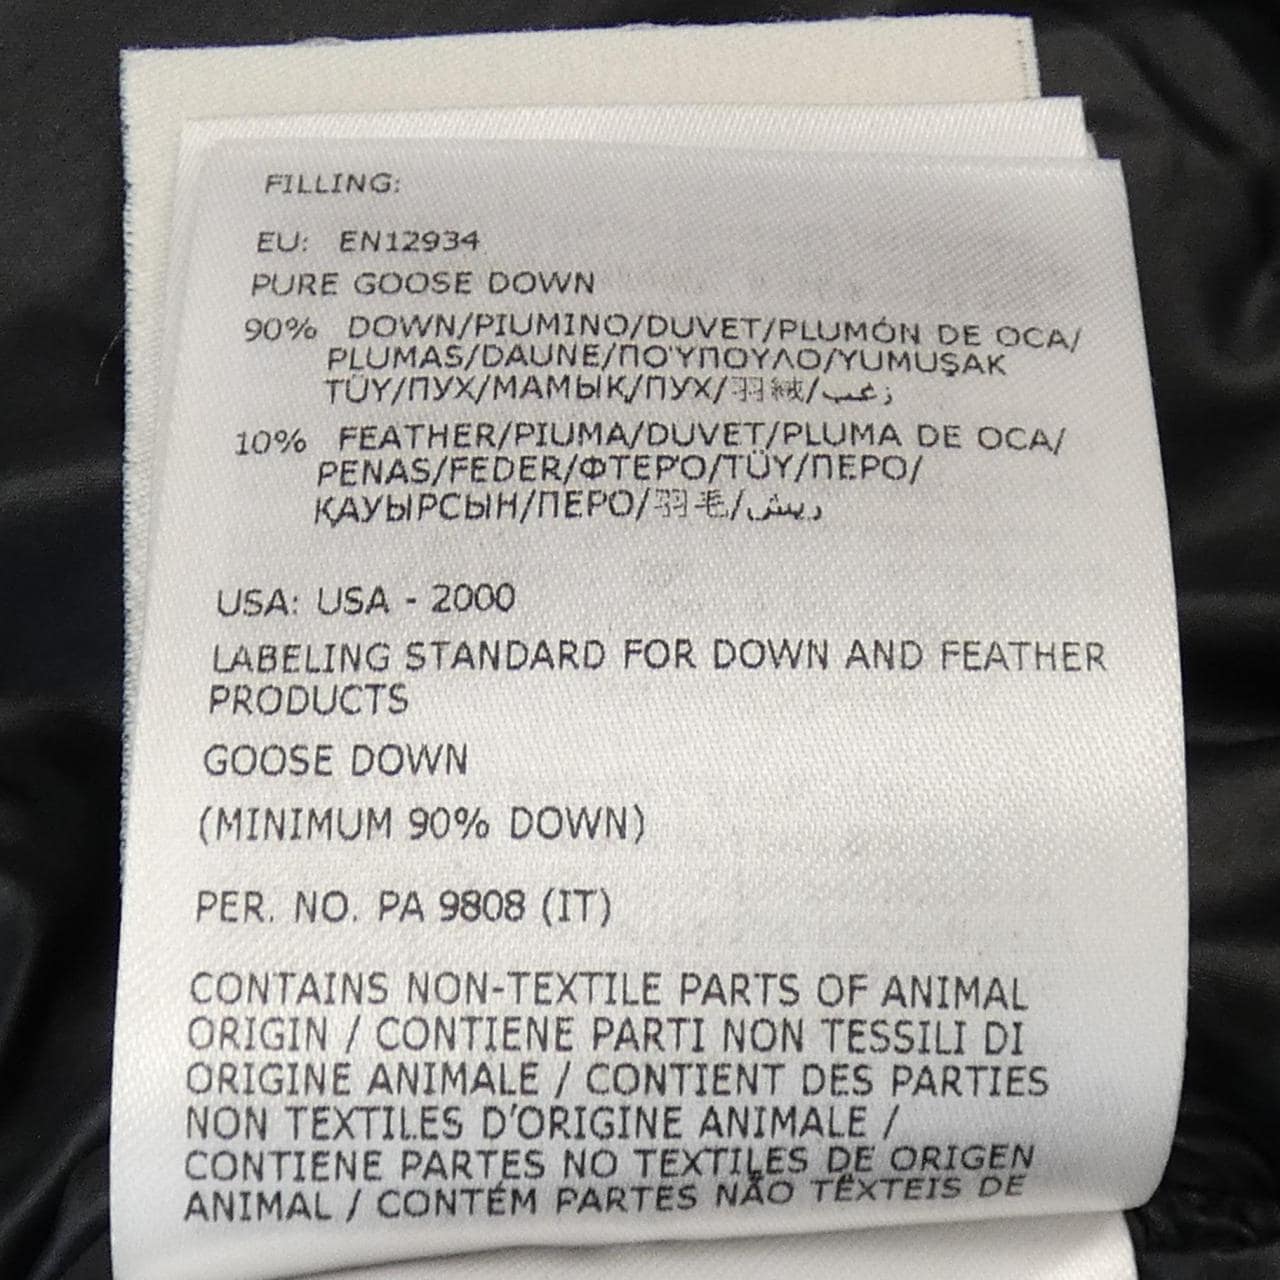 FILLING:
EU: EN12934
PURE GOOSE DOWN
90% DOWN/PIUMINO/DUVET/PLUMÓN DE OCA/
PLUMAS/DAUNE/ΠΟ'ΥΠΟΥΛΟ/YUMUŞAK
TÜY/ПУХ/МАМЫҚ/ПУХ/羽絨/زغب
10% FEATHER/PIUMA/DUVET/PLUMA DE OCA/
PENAS/FEDER/ΦΤΕΡ'Ο/TÜY/ПЕРО/
ҚАУЫРСЫН/ПЕРО/羽毛/ريش
USA: USA - 2000
LABELING STANDARD FOR DOWN AND FEATHER
PRODUCTS
GOOSE DOWN
(MINIMUM 90% DOWN)
PER. NO. PA 9808 (IT)
CONTAINS NON-TEXTILE PARTS OF ANIMAL
ORIGIN / CONTIENE PARTI NON TESSILI DI
ORIGINE ANIMALE / CONTIENT DES PARTIES
NON TEXTILES D'ORIGINE ANIMALE /
CONTIENE PARTES NO TEXTILES DE ORIGEN
ANIMAL / CONTÉM PARTES NÃO TÊXTEIS DE